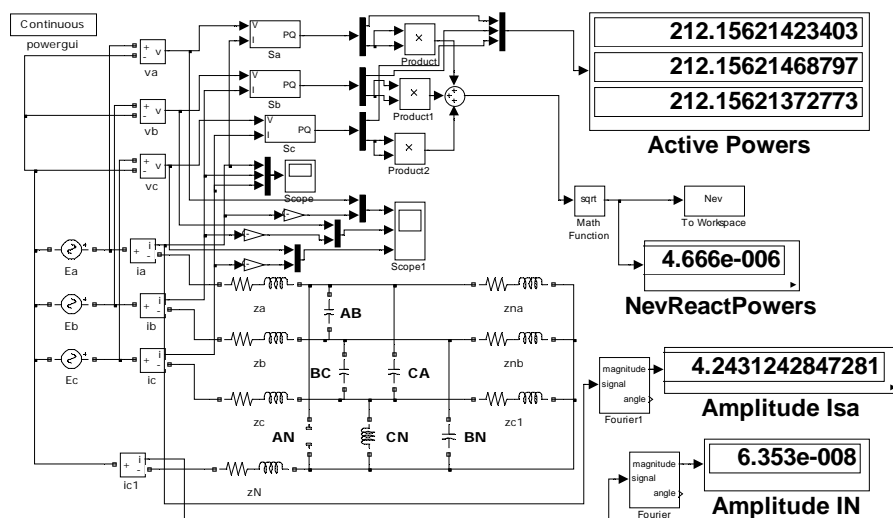 Continuous
powergui
va
vb
vc
+
-
v
+
-
v
+
-
v
V
I
PQ
Sa
V
I
PQ
Sb
V
I
PQ
Sc
×
Product
×
Product1
×
Product2
+
+
+
Scope
Scope1
-
-
-
212.15621423403
212.15621468797
212.15621372773
Active Powers
sqrt
Math
Function
Nev
To Workspace
4.666e-006
NevReactPowers
Ea
+
-
i
ia
Eb
+
-
i
ib
Ec
+
-
i
ic
za
zb
zc
zN
AB
BC
CA
AN
CN
BN
zna
znb
zc1
+
-
i
ic1
magnitude
signal
angle
Fourier1
4.2431242847281
Amplitude Isa
magnitude
signal
angle
Fourier
6.353e-008
Amplitude IN